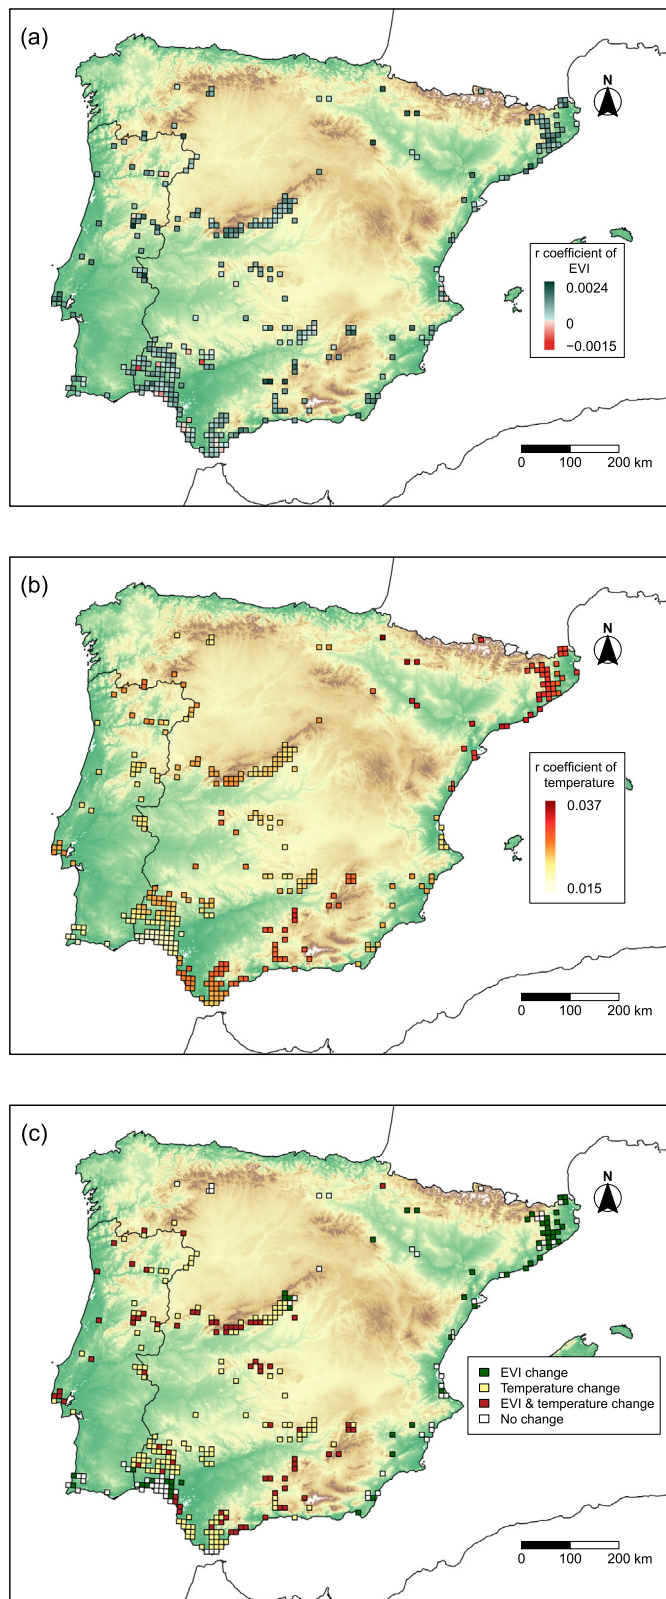 (a)
N
r coefficient of
EVI
0.0024
0
−0.0015
0 100 200 km
(b)
N
r coefficient of
temperature
0.037
0.015
0 100 200 km
(c)
N
EVI change
Temperature change
EVI & temperature change
No change
0 100 200 km